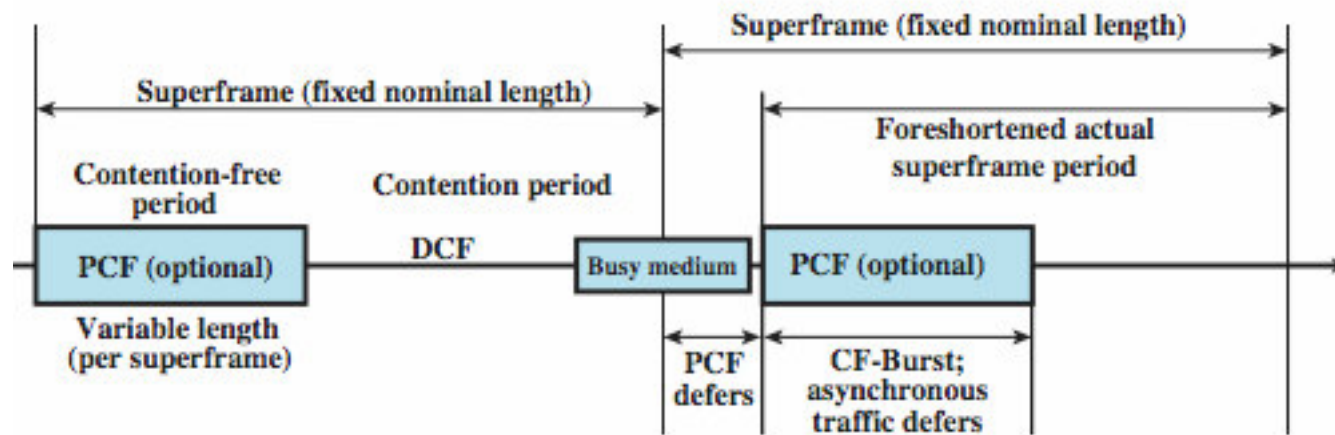 Superframe (fixed nominal length)
Superframe (fixed nominal length)
Foreshortened actual
superframe period
Contention-free
period
Contention period
PCF (optional)
DCF
Busy medium
PCF (optional)
Variable length
(per superframe)
PCF
defers
CF-Burst;
asynchronous
traffic defers